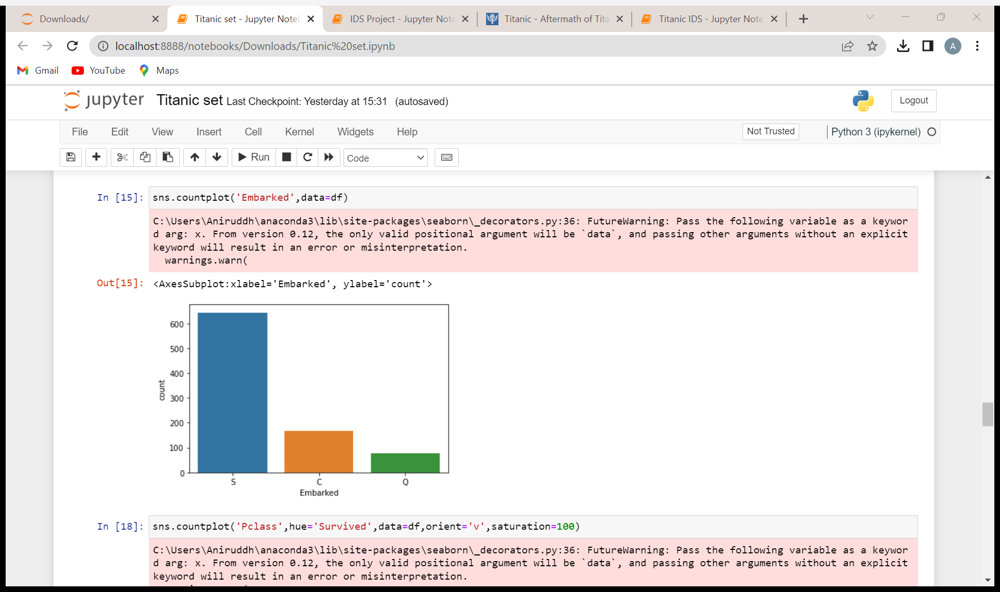 Downloads/
Titanic set - Jupyter Noteb
IDS Project - Jupyter Note
Titanic - Aftermath of Tita
Titanic IDS - Jupyter Note
localhost:8888/notebooks/Downloads/Titanic%20set.ipynb
A
Gmail YouTube Maps
jupyter Titanic set Last Checkpoint: Yesterday at 15:31 (autosaved)
Logout
File Edit View Insert Cell Kernel Widgets Help
Not Trusted
Python 3 (ipykernel)
Run
Code
In [15]: sns.countplot('Embarked',data=df)
C:\Users\Aniruddh\anaconda3\lib\site-packages\seaborn\_decorators.py:36: FutureWarning: Pass the following variable as a keywor
d arg: x. From version 0.12, the only valid positional argument will be `data`, and passing other arguments without an explicit
keyword will result in an error or misinterpretation.
warnings.warn(
Out[15]: <AxesSubplot:xlabel='Embarked', ylabel='count'>
600
500
400
300
200
100
0
count
S C Q
Embarked
In [18]: sns.countplot('Pclass',hue='Survived',data=df,orient='v',saturation=100)
C:\Users\Aniruddh\anaconda3\lib\site-packages\seaborn\_decorators.py:36: FutureWarning: Pass the following variable as a keywor
d arg: x. From version 0.12, the only valid positional argument will be `data`, and passing other arguments without an explicit
keyword will result in an error or misinterpretation.